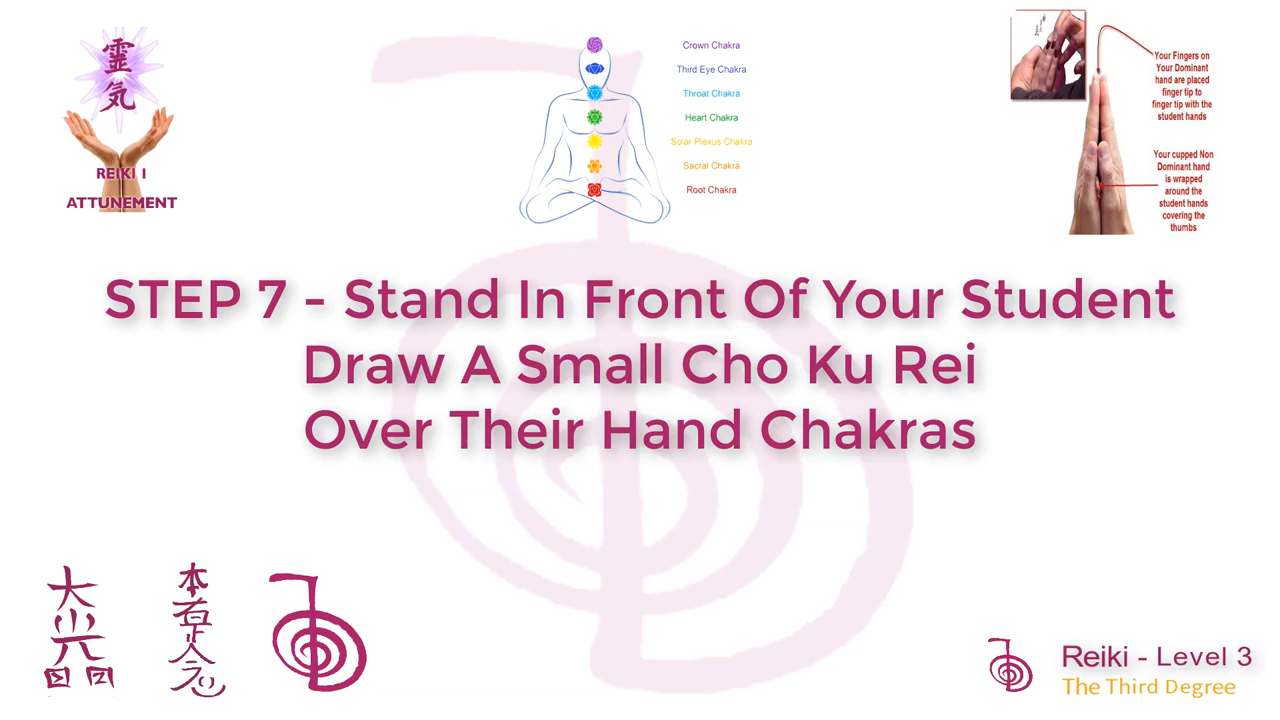 靈
気
REIKI I
ATTUNEMENT
Crown Chakra
Third Eye Chakra
Throat Chakra
Heart Chakra
Solar Plexus Chakra
Sacral Chakra
Root Chakra
Your Fingers on
Your Dominant
hand are placed
finger tip to
finger tip with the
student hands
Your cupped Non
Dominant hand
is wrapped
around the
student hands
covering the
thumbs
STEP 7 - Stand In Front Of Your Student
Draw A Small Cho Ku Rei
Over Their Hand Chakras
Reiki - Level 3
The Third Degree